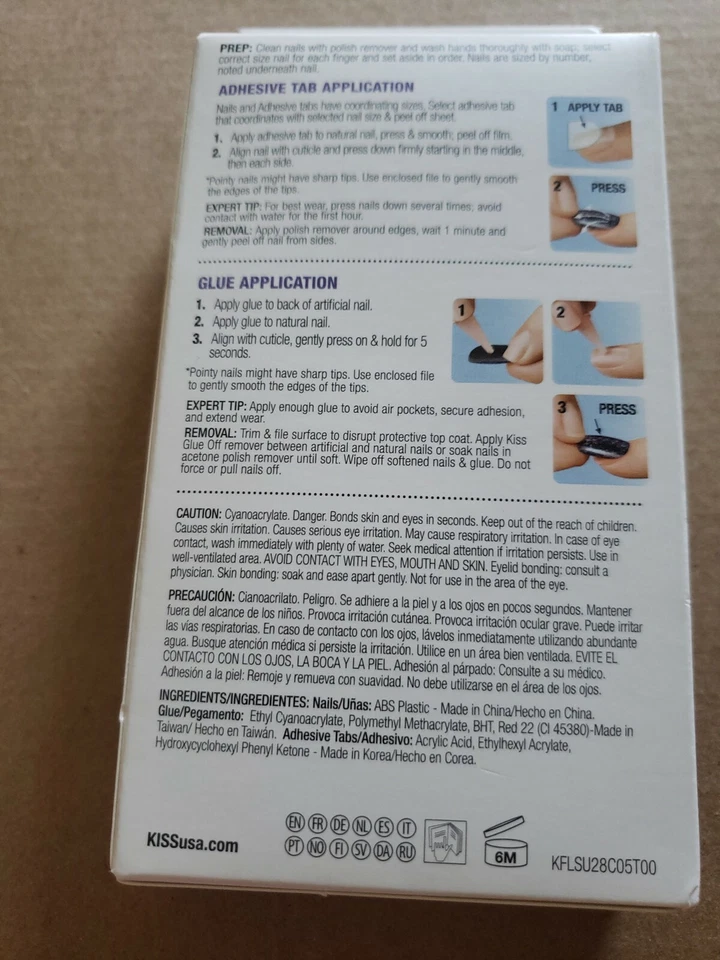 PREP: Clean nails with polish remover and wash hands thoroughly with soap; select
correct size nail for each finger and set aside in order. Nails are sized by number,
noted underneath nail.
ADHESIVE TAB APPLICATION
Nails and Adhesive tabs have coordinating sizes. Select adhesive tab
that coordinates with selected nail size & peel off sheet.
1. Apply adhesive tab to natural nail, press & smooth; peel off film.
2. Align nail with cuticle and press down firmly starting in the middle,
then each side.
*Pointy nails might have sharp tips. Use enclosed file to gently smooth
the edges of the tips.
EXPERT TIP: For best wear, press nails down several times; avoid
contact with water for the first hour.
REMOVAL: Apply polish remover around edges, wait 1 minute and
gently peel off nail from sides.
1 APPLY TAB
2 PRESS
GLUE APPLICATION
1. Apply glue to back of artificial nail.
2. Apply glue to natural nail.
3. Align with cuticle, gently press on & hold for 5
seconds.
*Pointy nails might have sharp tips. Use enclosed file
to gently smooth the edges of the tips.
EXPERT TIP: Apply enough glue to avoid air pockets, secure adhesion,
and extend wear.
REMOVAL: Trim & file surface to disrupt protective top coat. Apply Kiss
Glue Off remover between artificial and natural nails or soak nails in
acetone polish remover until soft. Wipe off softened nails & glue. Do not
force or pull nails off.
1
2
3 PRESS
CAUTION: Cyanoacrylate. Danger. Bonds skin and eyes in seconds. Keep out of the reach of children.
Causes skin irritation. Causes serious eye irritation. May cause respiratory irritation. In case of eye
contact, wash immediately with plenty of water. Seek medical attention if irritation persists. Use in
well-ventilated area. AVOID CONTACT WITH EYES, MOUTH AND SKIN. Eyelid bonding: consult a
physician. Skin bonding: soak and ease apart gently. Not for use in the area of the eye.
PRECAUCIÓN: Cianoacrilato. Peligro. Se adhiere a la piel y a los ojos en pocos segundos. Mantener
fuera del alcance de los niños. Provoca irritación cutánea. Provoca irritación ocular grave. Puede irritar
las vías respiratorias. En caso de contacto con los ojos, lávelos inmediatamente utilizando abundante
agua. Busque atención médica si persiste la irritación. Utilice en un área bien ventilada. EVITE EL
CONTACTO CON LOS OJOS, LA BOCA Y LA PIEL. Adhesión al párpado: Consulte a su médico.
Adhesión a la piel: Remoje y remueva con suavidad. No debe utilizarse en el área de los ojos.
INGREDIENTS/INGREDIENTES: Nails/Uñas: ABS Plastic - Made in China/Hecho en China.
Glue/Pegamento: Ethyl Cyanoacrylate, Polymethyl Methacrylate, BHT, Red 22 (CI 45380)-Made in
Taiwan/ Hecho en Taiwán. Adhesive Tabs/Adhesivo: Acrylic Acid, Ethylhexyl Acrylate,
Hydroxycyclohexyl Phenyl Ketone - Made in Korea/Hecho en Corea.
KISSusa.com
EN FR DE NL ES IT
PT NO FI SV DA RU
6M
KFLSU28C05T00